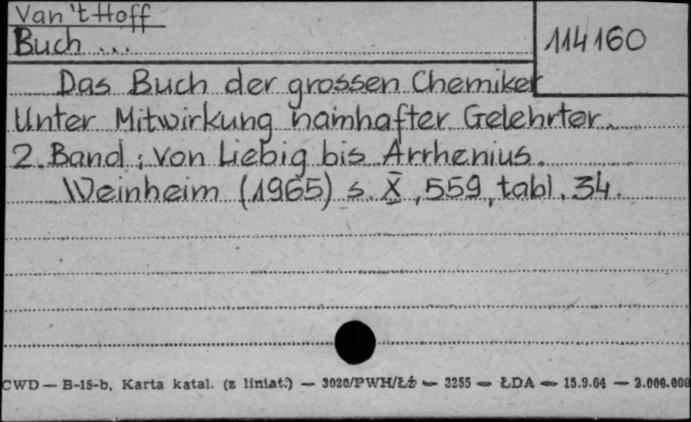 Van 't Hoff
Buch ...
114160
Das Buch der grossen Chemiker
Unter Mitwirkung namhafter Gelehrter.
2. Band: Von Liebig bis Arrhenius.
Weinheim (1965) s. X, 559, tabl. 34.
CWD — B-15-b, Karta katal. (z liniat.) — 3020/PWH/Łż — 3255 — ŁDA — 15.9.64 — 2.000.000